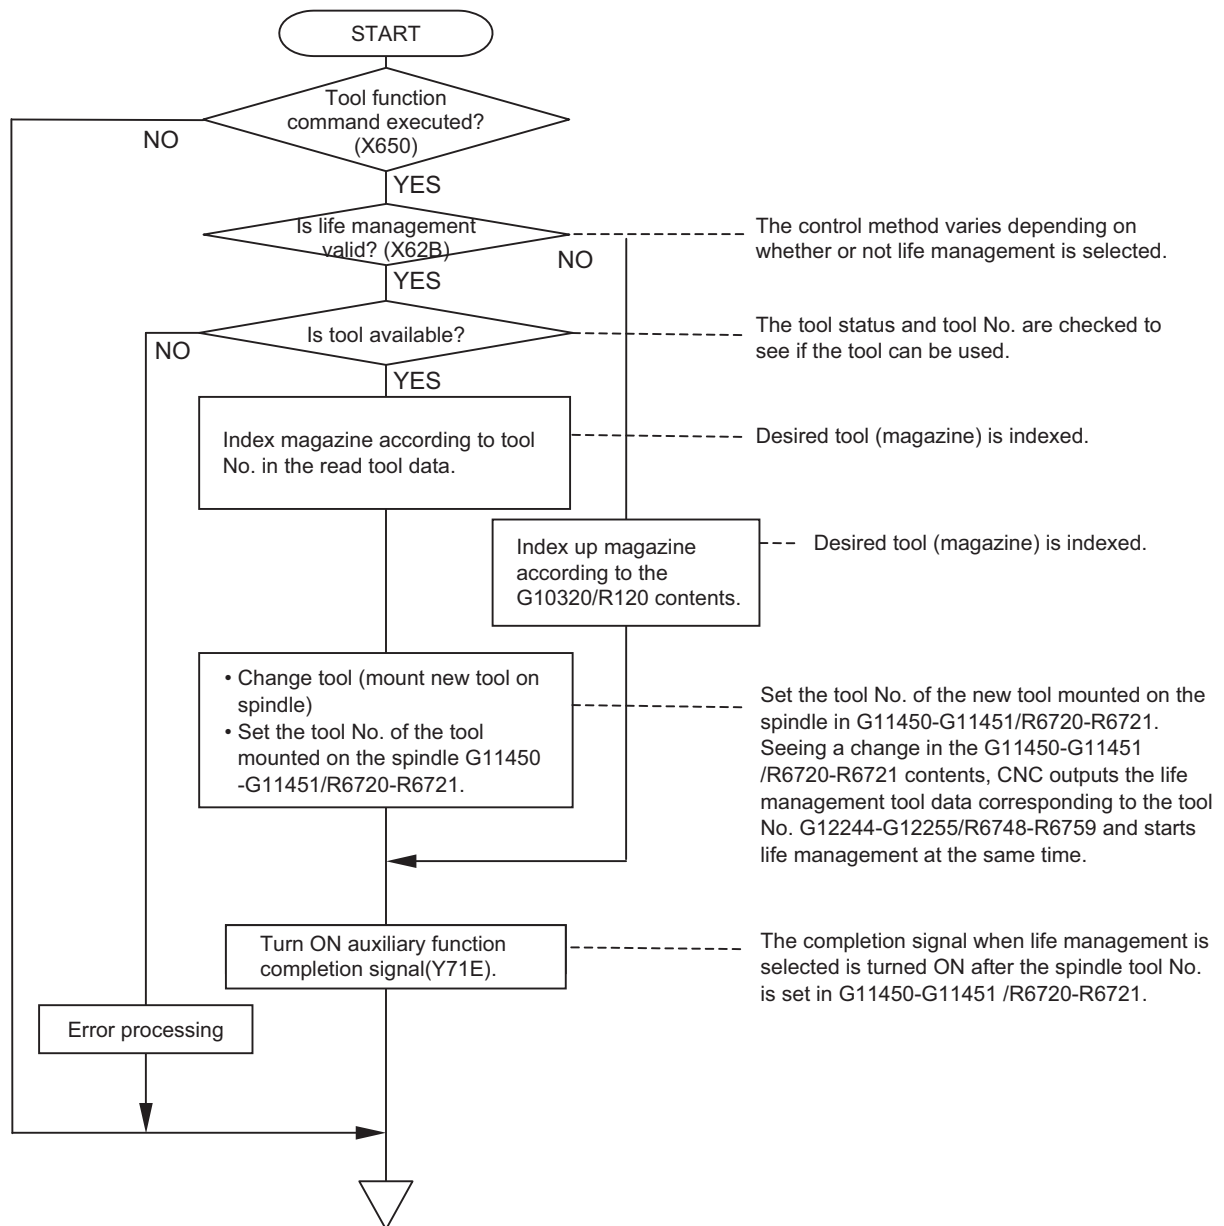 START
Tool function
command executed?
(X650)
NO
YES
Is life management
valid? (X62B)
NO
The control method varies depending on
whether or not life management is selected.
YES
Is tool available?
NO
The tool status and tool No. are checked to
see if the tool can be used.
YES
Index magazine according to tool
No. in the read tool data.
Desired tool (magazine) is indexed.
Index up magazine
according to the
G10320/R120 contents.
Desired tool (magazine) is indexed.
• Change tool (mount new tool on
spindle)
• Set the tool No. of the tool
mounted on the spindle G11450
-G11451/R6720-R6721.
Set the tool No. of the new tool mounted on the
spindle in G11450-G11451/R6720-R6721.
Seeing a change in the G11450-G11451
/R6720-R6721 contents, CNC outputs the life
management tool data corresponding to the tool
No. G12244-G12255/R6748-R6759 and starts
life management at the same time.
Turn ON auxiliary function
completion signal(Y71E).
The completion signal when life management is
selected is turned ON after the spindle tool No.
is set in G11450-G11451 /R6720-R6721.
Error processing